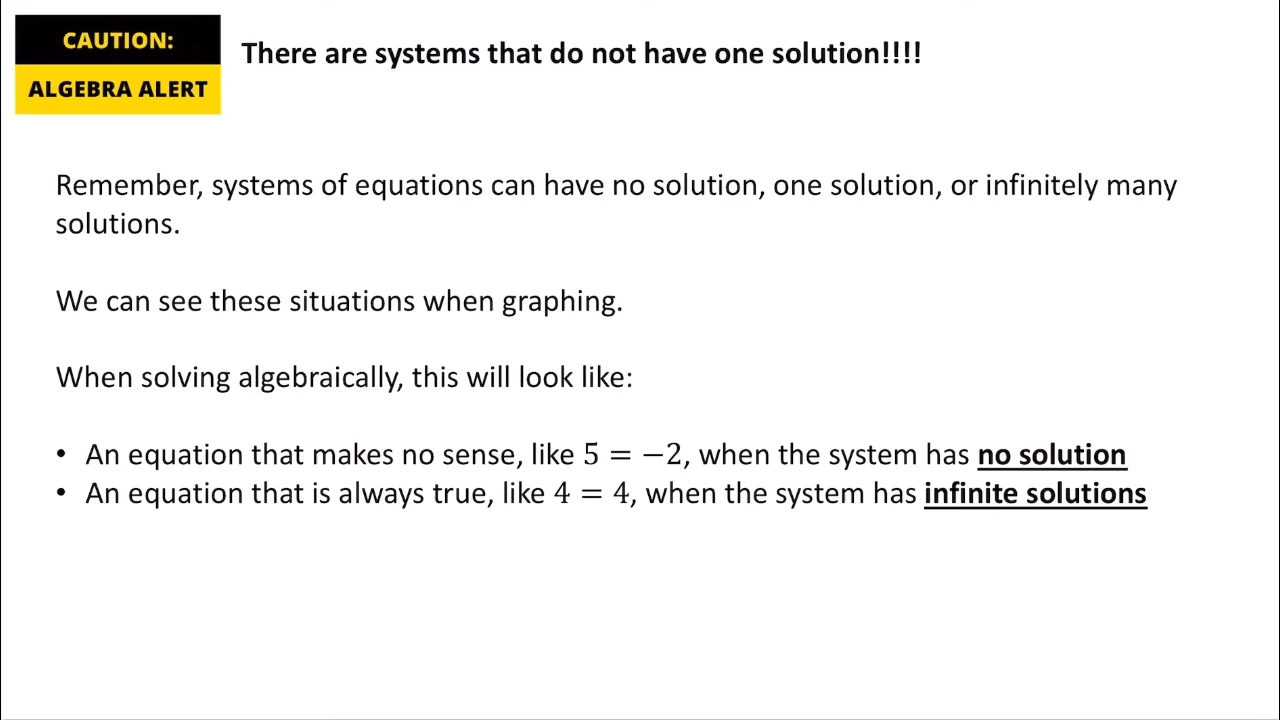 CAUTION:
ALGEBRA ALERT
There are systems that do not have one solution!!!!
Remember, systems of equations can have no solution, one solution, or infinitely many
solutions.
We can see these situations when graphing.
When solving algebraically, this will look like:
• An equation that makes no sense, like 5 = −2, when the system has no solution
• An equation that is always true, like 4 = 4, when the system has infinite solutions